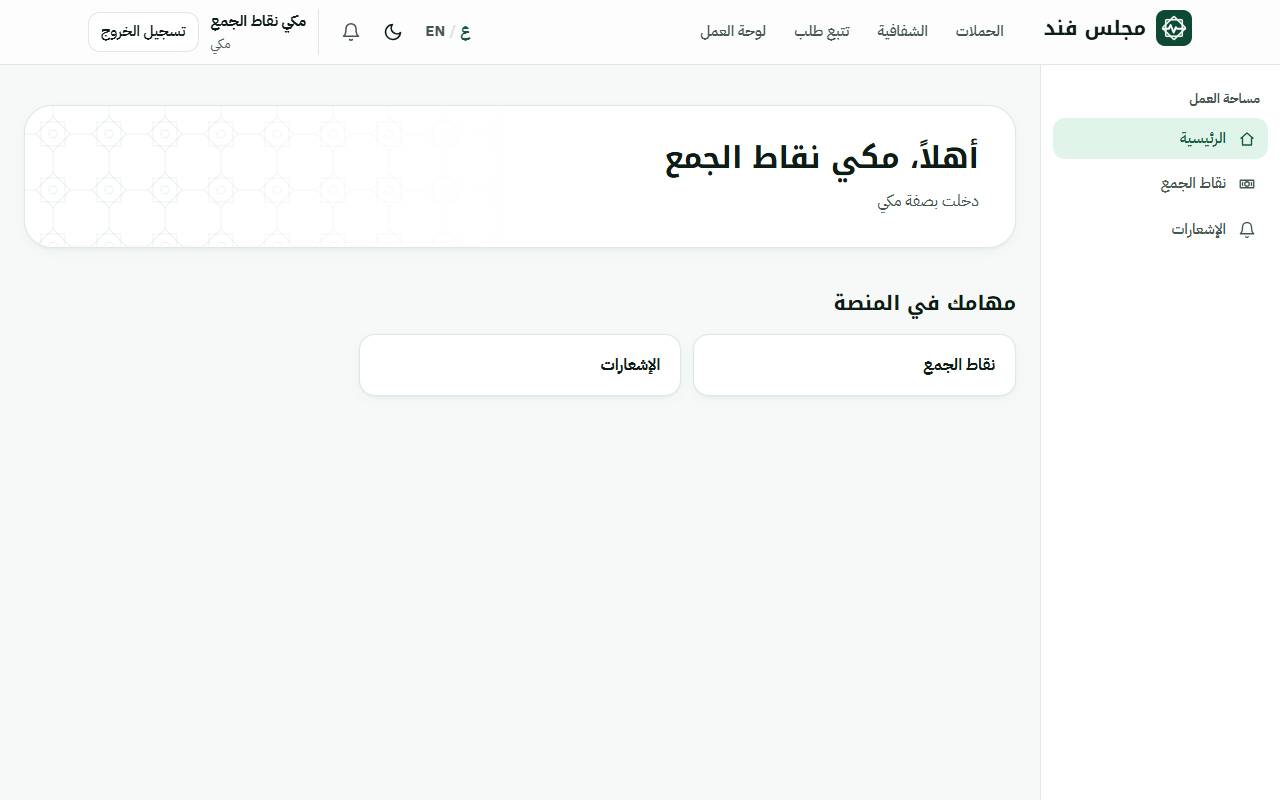 مجلس فند
الحملات
الشفافية
تتبع طلب
لوحة العمل
ع / EN
مكي نقاط الجمع
مكي
تسجيل الخروج
مساحة العمل
الرئيسية
نقاط الجمع
الإشعارات
أهلاً، مكي نقاط الجمع
دخلت بصفة مكي
مهامك في المنصة
نقاط الجمع
الإشعارات